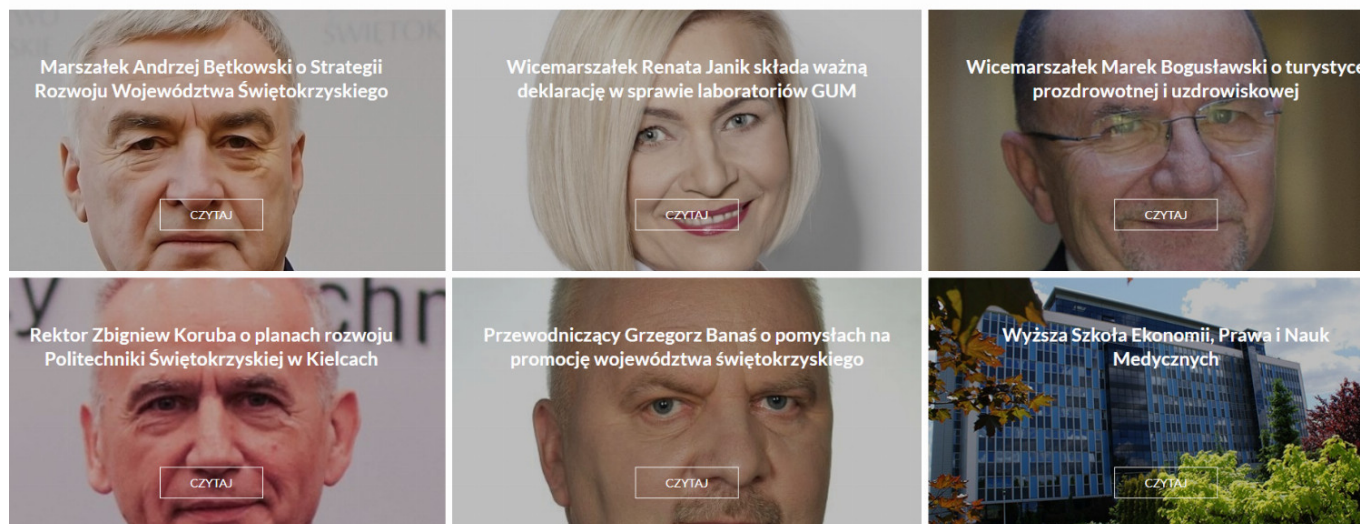 Marszałek Andrzej Bętkowski o Strategii
Rozwoju Województwa Świętokrzyskiego
CZYTAJ
Wicemarszałek Renata Janik składa ważną
deklarację w sprawie laboratoriów GUM
CZYTAJ
Wicemarszałek Marek Bogusławski o turystyce
prozdrowotnej i uzdrowiskowej
CZYTAJ
Rektor Zbigniew Koruba o planach rozwoju
Politechniki Świętokrzyskiej w Kielcach
CZYTAJ
Przewodniczący Grzegorz Banaś o pomysłach na
promocję województwa świętokrzyskiego
CZYTAJ
Wyższa Szkoła Ekonomii, Prawa i Nauk
Medycznych
CZYTAJ